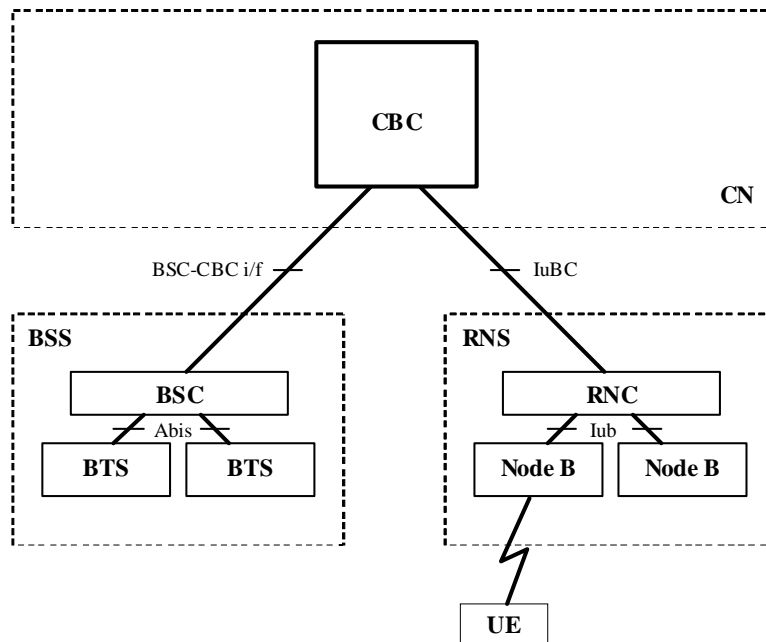 CBC
CN
BSC-CBC i/f
IuBC
BSS
RNS
BSC
RNC
Abis
Iub
BTS
BTS
Node B
Node B
UE